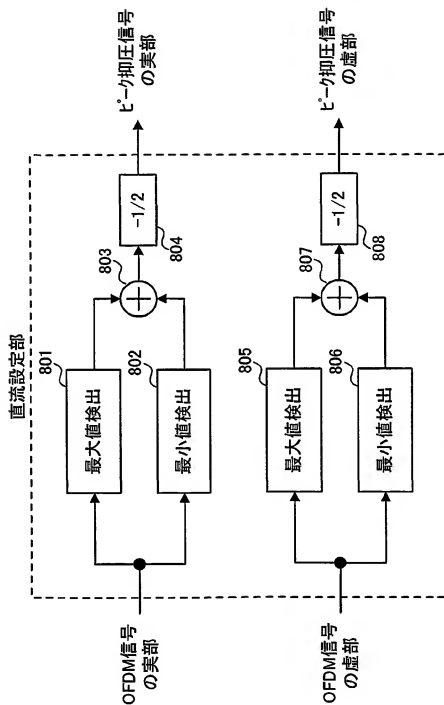 直流設定部
OFDM信号
の実部
801
最大値検出
802
最小値検出
803
+
-1/2
804
ピーク抑圧信号
の実部
OFDM信号
の虚部
805
最大値検出
806
最小値検出
807
+
-1/2
808
ピーク抑圧信号
の虚部